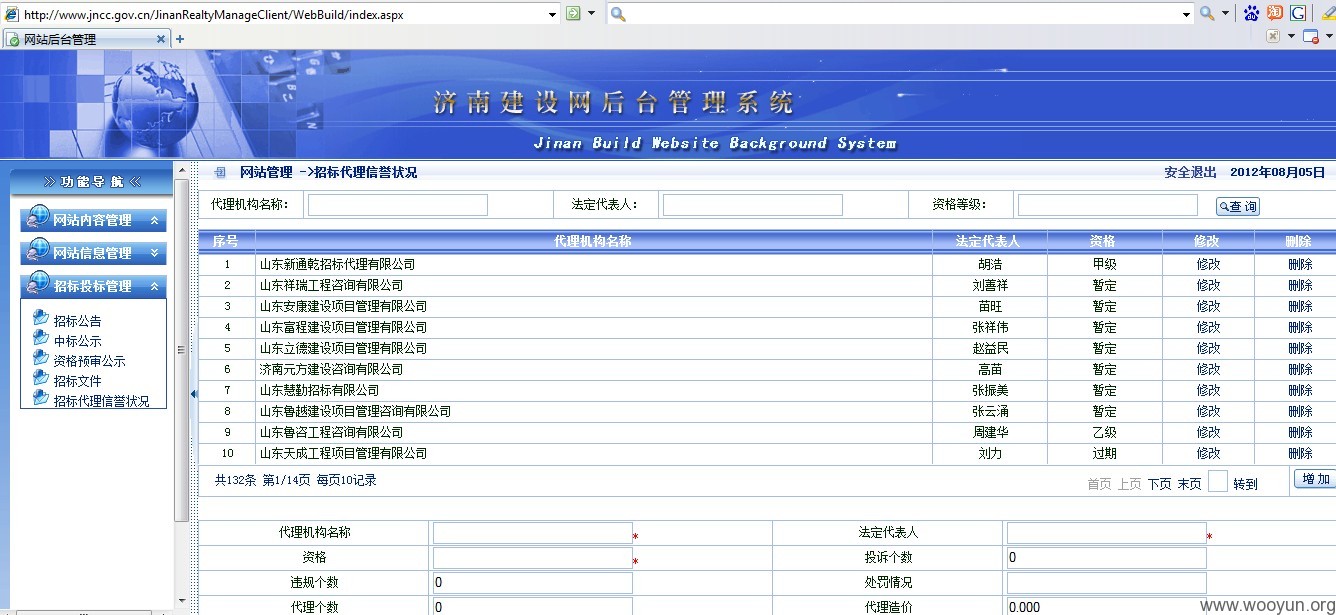 http://www.jncc.gov.cn/JinanRealtyManageClient/WebBuild/index.aspx
网站后台管理
济南建设网后台管理系统
Jinan Build Website Background System
功能导航
网站管理 ->招标代理信誉状况
安全退出 2012年08月05日
代理机构名称: 法定代表人: 资格等级: 查 询
网站内容管理
网站信息管理
招标投标管理
招标公告
中标公示
资格预审公示
招标文件
招标代理信誉状况
序号 代理机构名称 法定代表人 资格 修改 删除
1 山东新通乾招标代理有限公司 胡浩 甲级 修改 删除
2 山东祥瑞工程咨询有限公司 刘善祥 暂定 修改 删除
3 山东安康建设项目管理有限公司 苗旺 暂定 修改 删除
4 山东富程建设项目管理有限公司 张祥伟 暂定 修改 删除
5 山东立德建设项目管理有限公司 赵益民 暂定 修改 删除
6 济南元方建设咨询有限公司 高苗 暂定 修改 删除
7 山东慧勤招标有限公司 张振美 暂定 修改 删除
8 山东鲁越建设项目管理咨询有限公司 张云涌 暂定 修改 删除
9 山东鲁咨工程咨询有限公司 周建华 乙级 修改 删除
10 山东天成工程项目管理有限公司 刘力 过期 修改 删除
共132条 第1/14页 每页10记录
首页 上页 下页 末页 转到 增 加
代理机构名称 * 法定代表人 *
资格 * 投诉个数 0
违规个数 0 处罚情况
代理个数 0 代理造价 0.000
www.wooyun.org